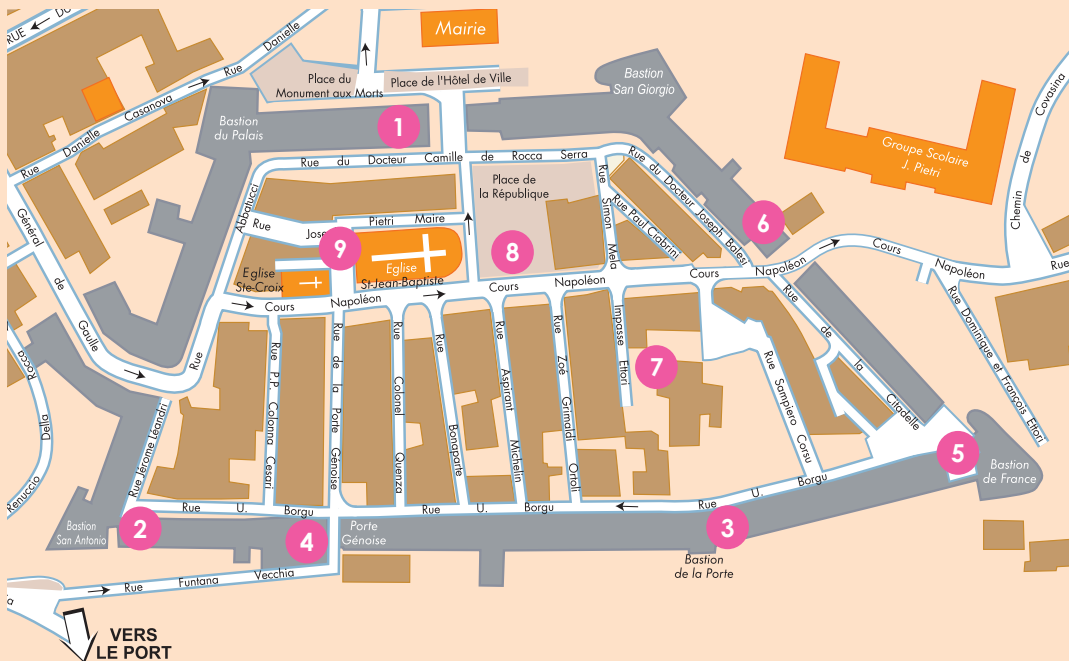 RUE DU
Mairie
Rue Danielle
Place du
Monument aux Morts
Place de l'Hôtel de Ville
Bastion
San Giorgio
Rue Danielle Casanova
Bastion
du Palais
1
Groupe Scolaire
J. Pietri
Chemin de Covasina
Rue du Docteur Camille de Rocca Serra
Rue du Docteur Joseph Balesi
Place de
la République
Abbatucci
Rue
Rue Simon Mela
Rue Paul Ciabrini
6
Rue Jose
Pietri Maire
9
8
Eglise
Ste-Croix
Eglise
St-Jean-Baptiste
Cours Napoléon
Cours Napoléon
Cours Napoléon
Cours Napoléon
Rue
Général de Gaulle
Rue P.P. Colonna Cesari
Rue de la Porte Génoise
Rue Colonel Quenza
Rue Bonaparte
Rue Aspirant Michelin
Rue Zoé Grimaldi Ortoli
Impasse Ettori
7
Rue Sampiero Corsu
Rue de la Citadelle
Rue Dominique et François Ettori
Renuccio Della Rocca
Rue Jérome Léandri
5
Bastion
de France
Rue U. Borgu
Rue U. Borgu
Rue U. Borgu
Bastion
San Antonio
2
4
Porte
Génoise
3
Bastion
de la Porte
Rue Funtana Vecchia
ia
VERS
LE PORT